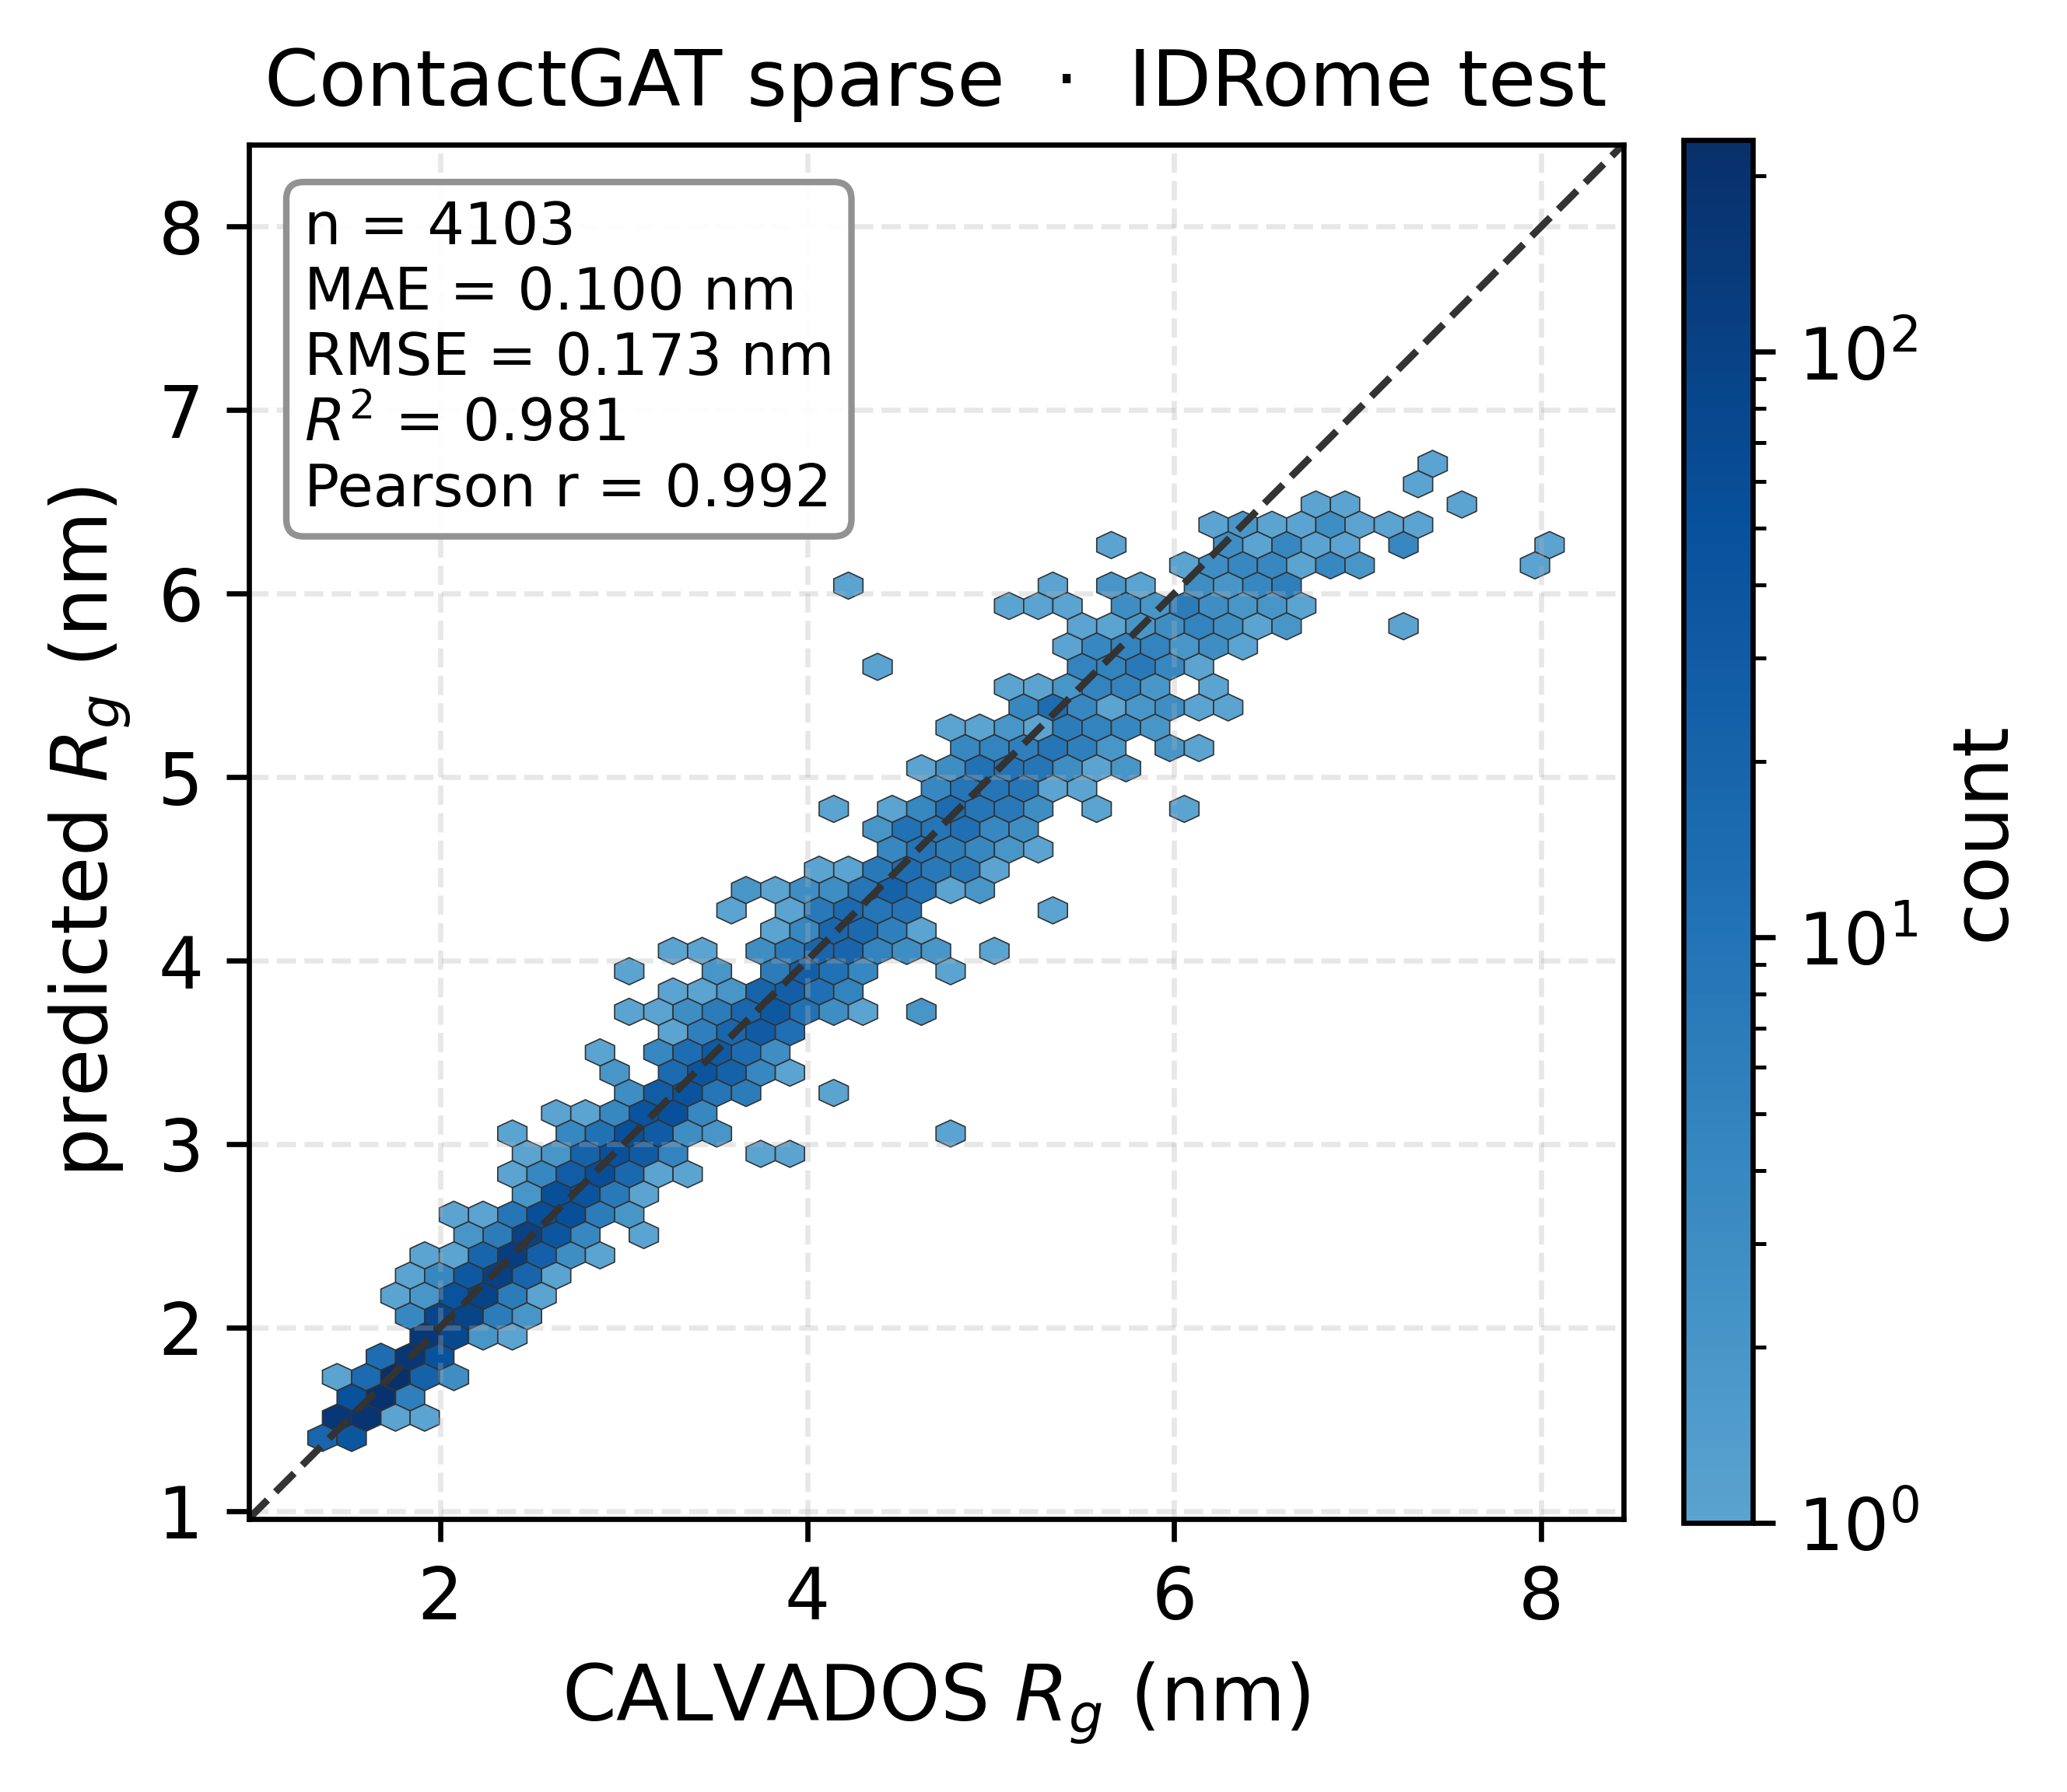 ContactGAT sparse · IDRome test
n = 4103
MAE = 0.100 nm
RMSE = 0.173 nm
R² = 0.981
Pearson r = 0.992
predicted Rg (nm)
8
7
6
5
4
3
2
1
2 4 6 8
CALVADOS Rg (nm)
10²
10¹
10⁰
count